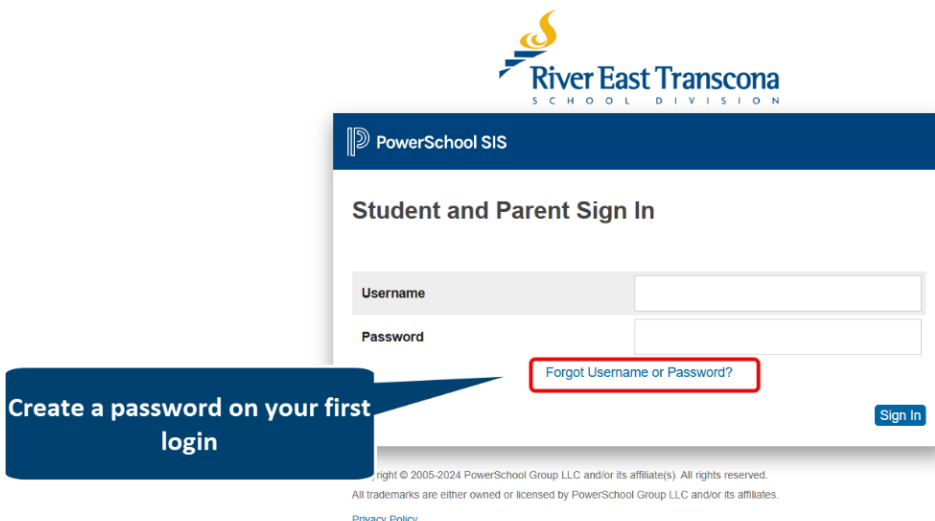 River East Transcona
SCHOOL DIVISION
PowerSchool SIS
Student and Parent Sign In
Username
Password
Forgot Username or Password?
Create a password on your first
login
Sign In
right © 2005-2024 PowerSchool Group LLC and/or its affiliate(s). All rights reserved.
All trademarks are either owned or licensed by PowerSchool Group LLC and/or its affiliates.
Privacy Policy